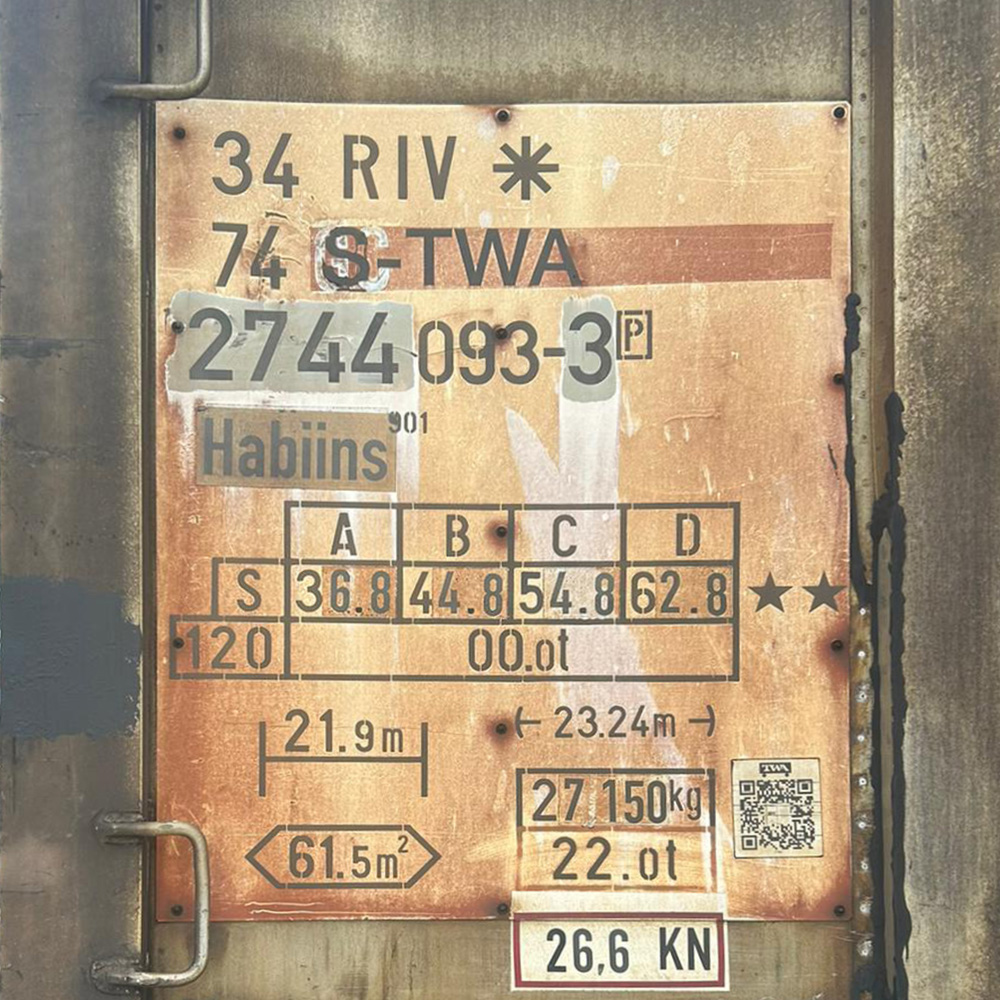 34 RIV *
74 S-TWA
2744 093-3 P
Habiins 901
A B C D
S 36.8 44.8 54.8 62.8 ★★
120 00.0t
21.9m
23.24m
27,150kg
TWA
61.5m²
22.0t
26,6 KN